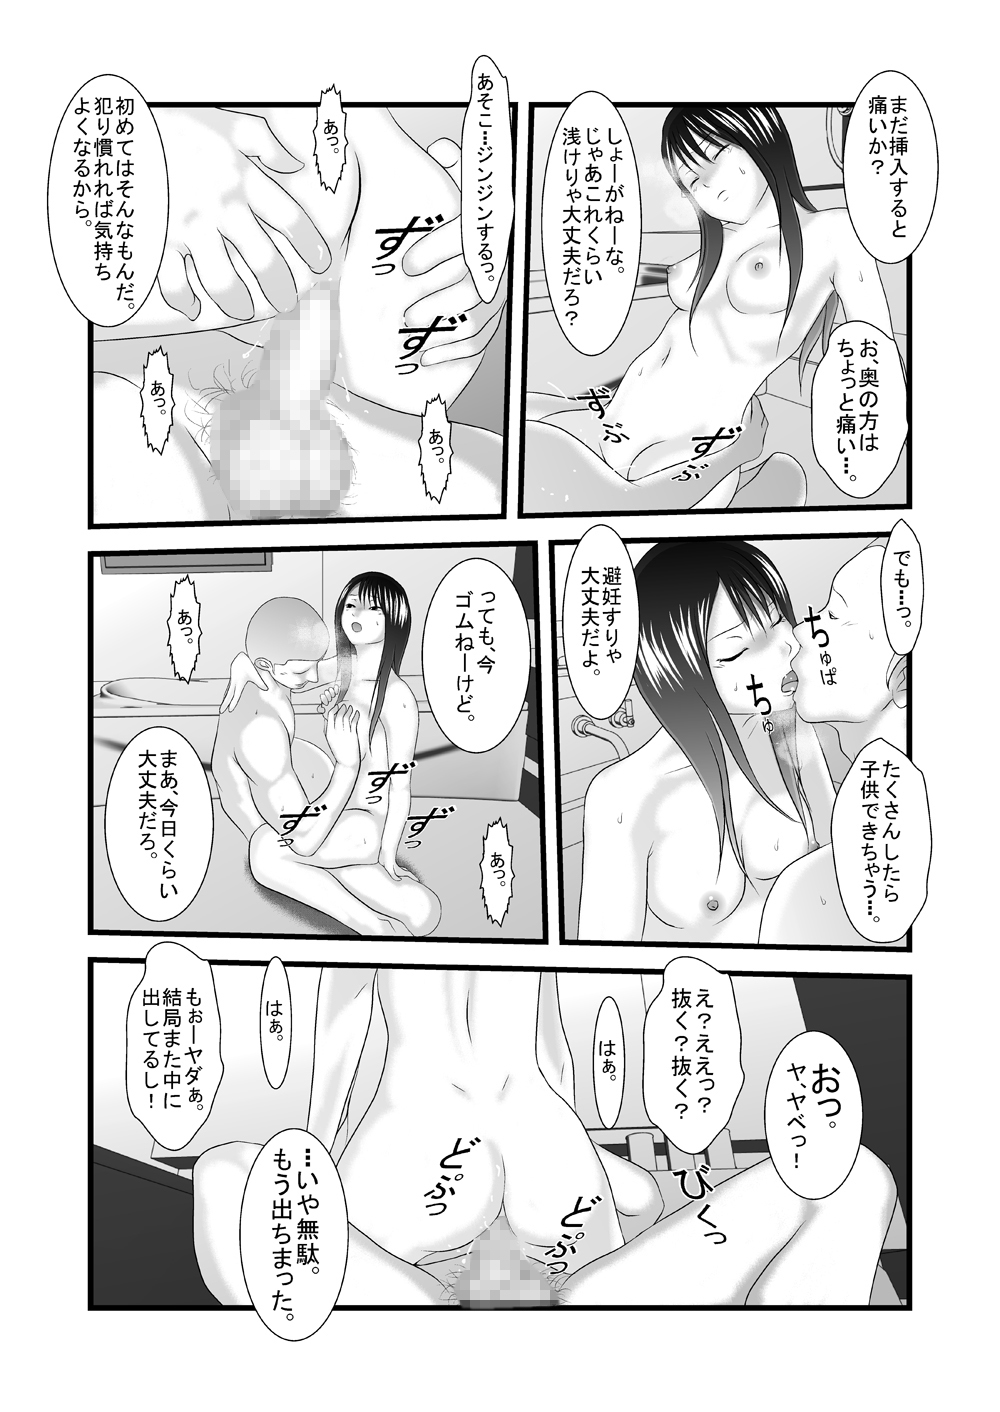 まだ挿入すると
痛いか？
お、奥の方は
ちょっと痛い…。
しょーがねーな。
じゃあこれくらい
浅けりゃ大丈夫だろ？
ずぷっ
ずぷっ
あそこ…ジンジンするっ。
あっ。
初めてはそんなもんだ。
犯り慣れれば気持ち
よくなるから。
ずっ
ずっ
あっ。
あっ。
でも…っ。
たくさんしたら
子供できちゃう…。
避妊すりゃ
大丈夫だよ。
ちゅぱ
ちゅ
っても、今
ゴムねーけど。
あっ。
まあ、今日くらい
大丈夫だろ。
ずっ
ずっ
ずっ
あっ。
おっ。
ヤ、ヤベっ！
え？ええっ？
抜く？抜く？
はぁ。
びくっ
どぷっ
どぷっ
…いや無駄。
もう出ちまった。
はぁ。
もぉーヤダぁ。
結局また中に
出してるし！